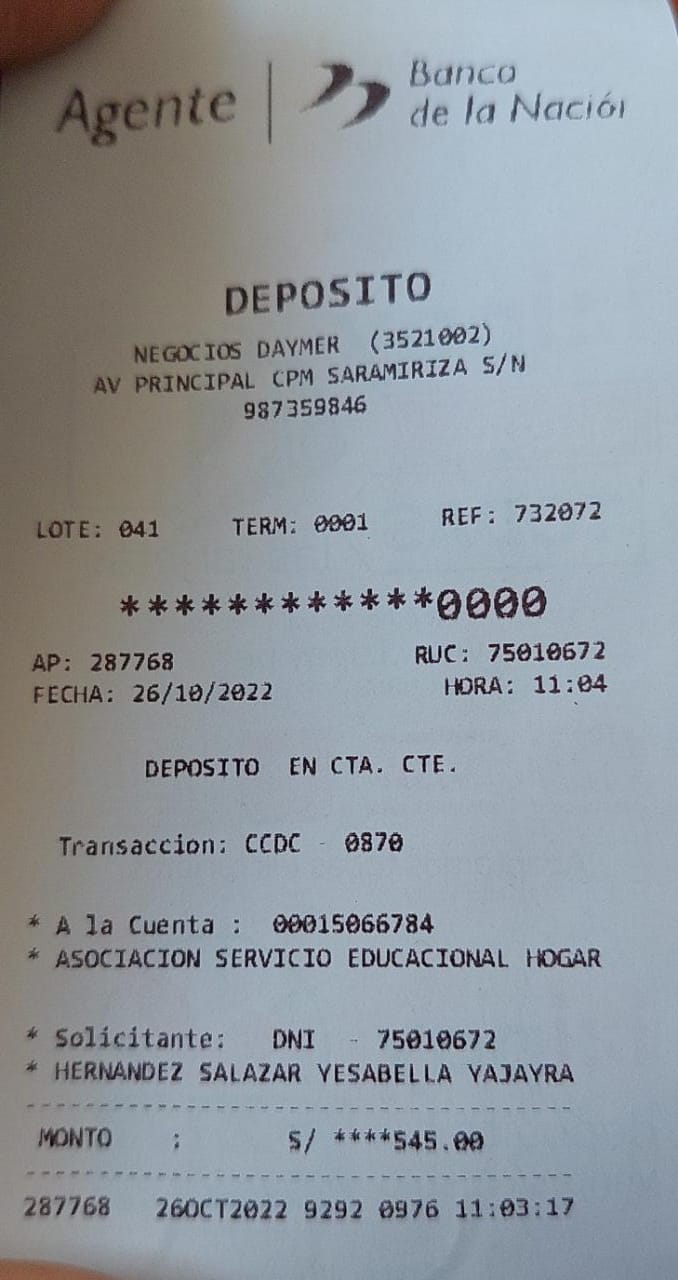 Agente | Banco
de la Nación
DEPOSITO
NEGOCIOS DAYMER (3521002)
AV PRINCIPAL CPM SARAMIRIZA S/N
987359846
LOTE: 041 TERM: 0001 REF: 732072
************0000
AP: 287768 RUC: 75010672
FECHA: 26/10/2022 HORA: 11:04
DEPOSITO EN CTA. CTE.
Transaccion: CCDC - 0870
* A la Cuenta : 00015066784
* ASOCIACION SERVICIO EDUCACIONAL HOGAR
* Solicitante: DNI - 75010672
* HERNANDEZ SALAZAR YESABELLA YAJAYRA
MONTO : S/ ****545.00
287768 26OCT2022 9292 0976 11:03:17